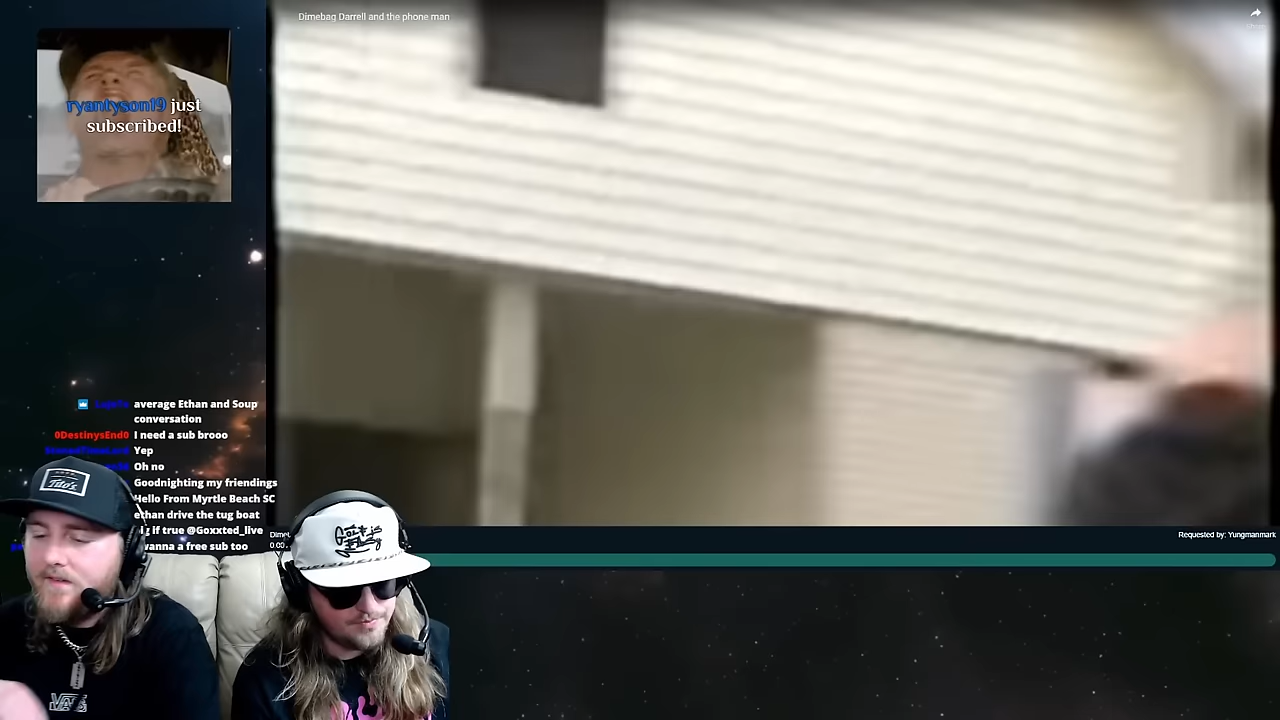 Dimebag Darrell and the phone man
ryantyson19 just
subscribed!
average Ethan and Soup
conversation
0DestinysEnd0 I need a sub brooo
Yep
Oh no
Goodnighting my friendings
Hello From Myrtle Beach SC
ethan drive the tug boat
if true @Goxxted_live
wanna a free sub too
Requested by: Yungmanmark